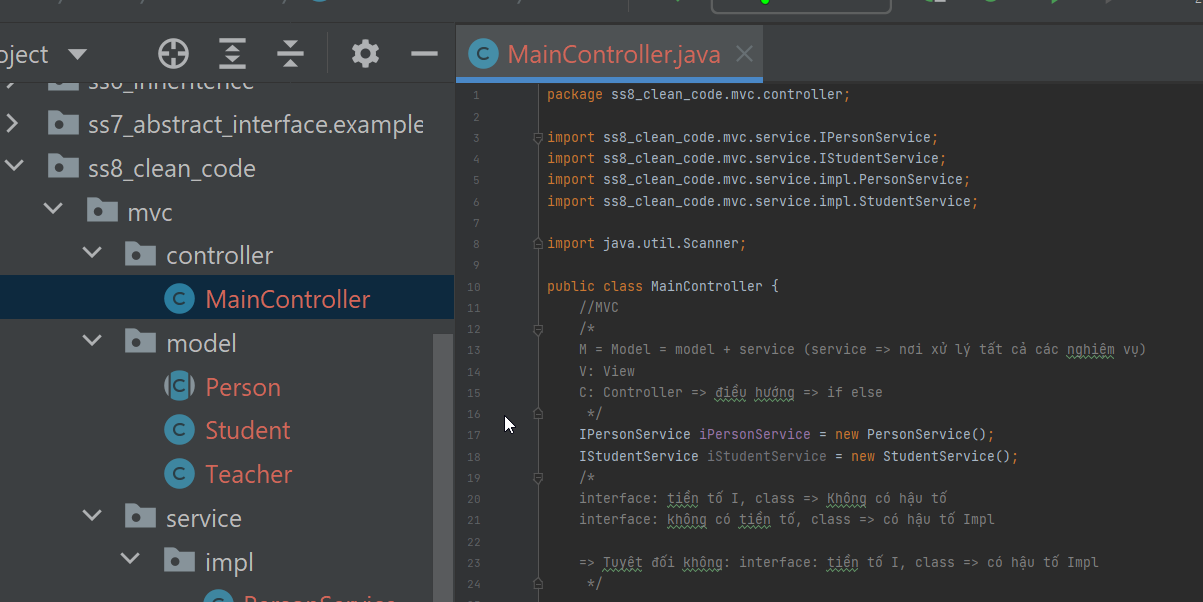 oject
ss6_inheritence
ss7_abstract_interface.example
ss8_clean_code
mvc
controller
MainController
model
Person
Student
Teacher
service
impl
PersonService
MainController.java
1 package ss8_clean_code.mvc.controller;
2
3 import ss8_clean_code.mvc.service.IPersonService;
4 import ss8_clean_code.mvc.service.IStudentService;
5 import ss8_clean_code.mvc.service.impl.PersonService;
6 import ss8_clean_code.mvc.service.impl.StudentService;
7
8 import java.util.Scanner;
9
10 public class MainController {
11 //MVC
12 /*
13 M = Model = model + service (service => nơi xử lý tất cả các nghiệm vụ)
14 V: View
15 C: Controller => điều hướng => if else
16 */
17 IPersonService iPersonService = new PersonService();
18 IStudentService iStudentService = new StudentService();
19 /*
20 interface: tiền tố I, class => Không có hậu tố
21 interface: không có tiền tố, class => có hậu tố Impl
22
23 => Tuyệt đối không: interface: tiền tố I, class => có hậu tố Impl
24 */